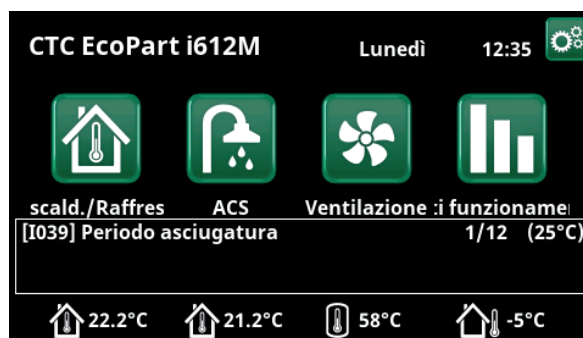 CTC EcoPart i612M Lunedì 12:35
scald./Raffres ACS Ventilazione :i funzioname
[I039] Periodo asciugatura 1/12 (25°C)
22.2°C 21.2°C 58°C -5°C